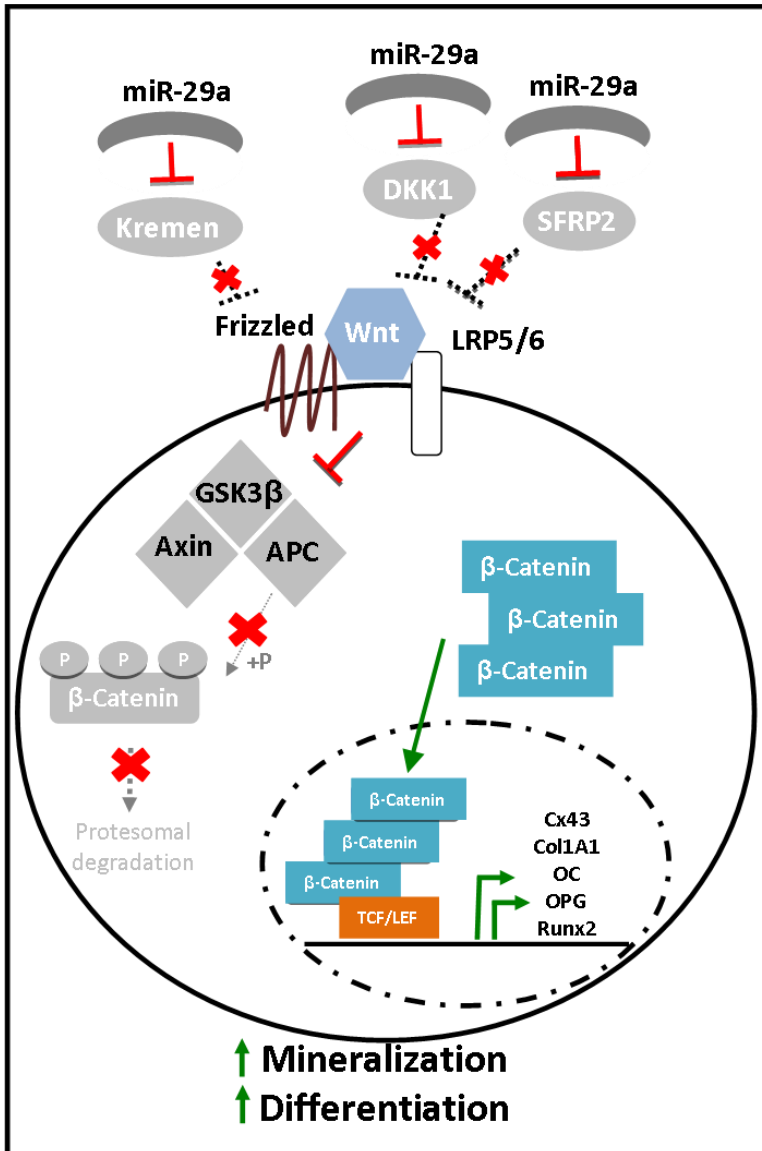 miR-29a
miR-29a
miR-29a
Kremen
DKK1
SFRP2
Frizzled
Wnt
LRP5/6
GSK3β
Axin
APC
+P
P P P
β-Catenin
Protesomal
degradation
β-Catenin
β-Catenin
β-Catenin
β-Catenin
β-Catenin
β-Catenin
TCF/LEF
Cx43
Col1A1
OC
OPG
Runx2
Mineralization
Differentiation